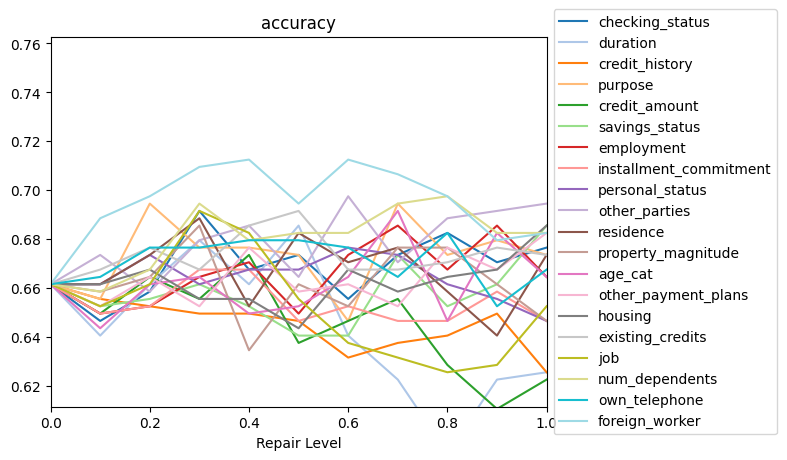 accuracy
0.76
0.74
0.72
0.70
0.68
0.66
0.64
0.62
0.0
0.2
0.4
0.6
0.8
1.0
Repair Level
checking_status
duration
credit_history
purpose
credit_amount
savings_status
employment
installment_commitment
personal_status
other_parties
residence
property_magnitude
age_cat
other_payment_plans
housing
existing_credits
job
num_dependents
own_telephone
foreign_worker